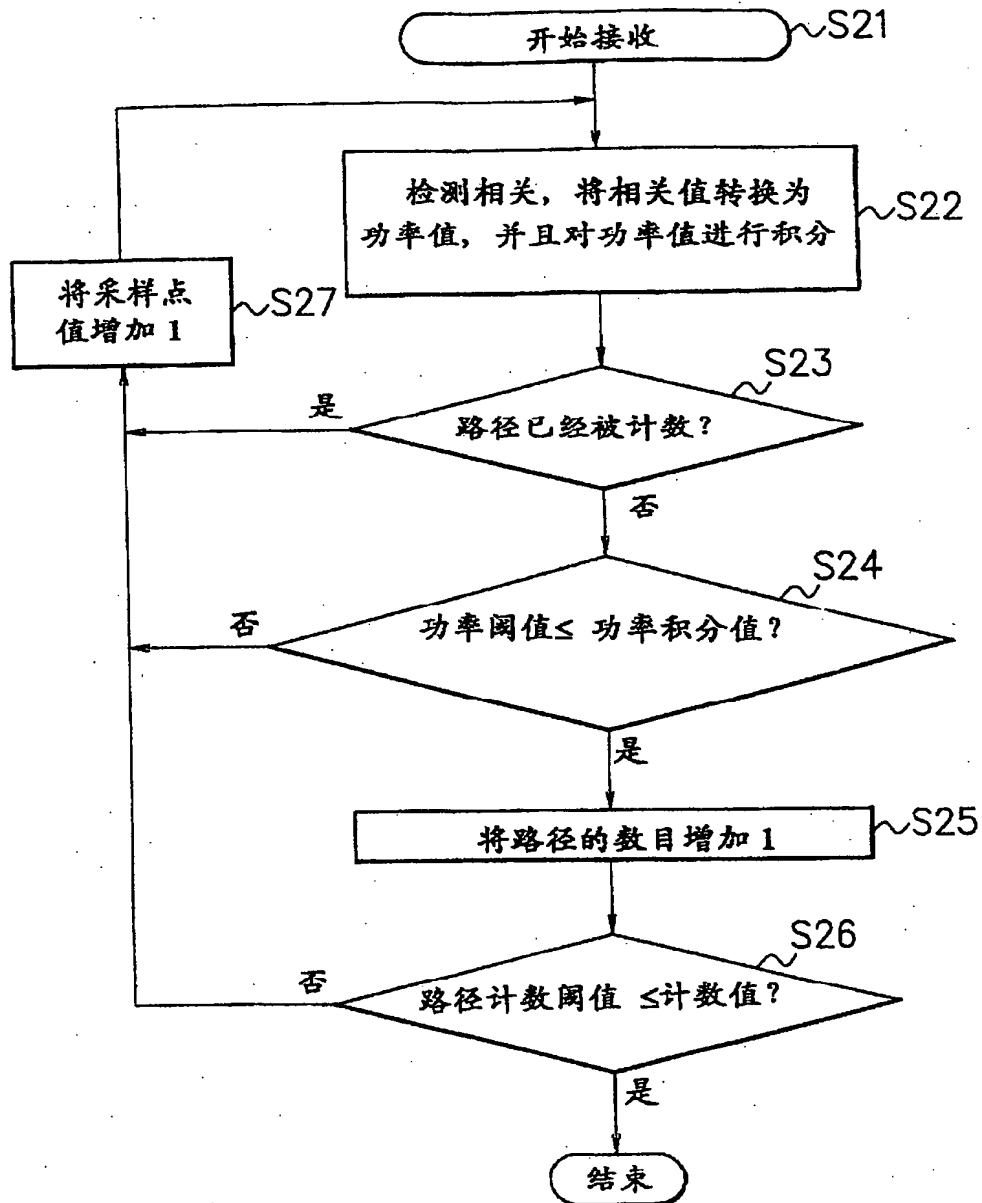 开始接收
S21
检测相关，将相关值转换为
功率值，并且对功率值进行积分
S22
将采样点
值增加 1
S27
S23
是
路径已经被计数？
否
S24
否
功率阈值≤ 功率积分值？
是
将路径的数目增加 1
S25
S26
否
路径计数阈值 ≤计数值？
是
结束